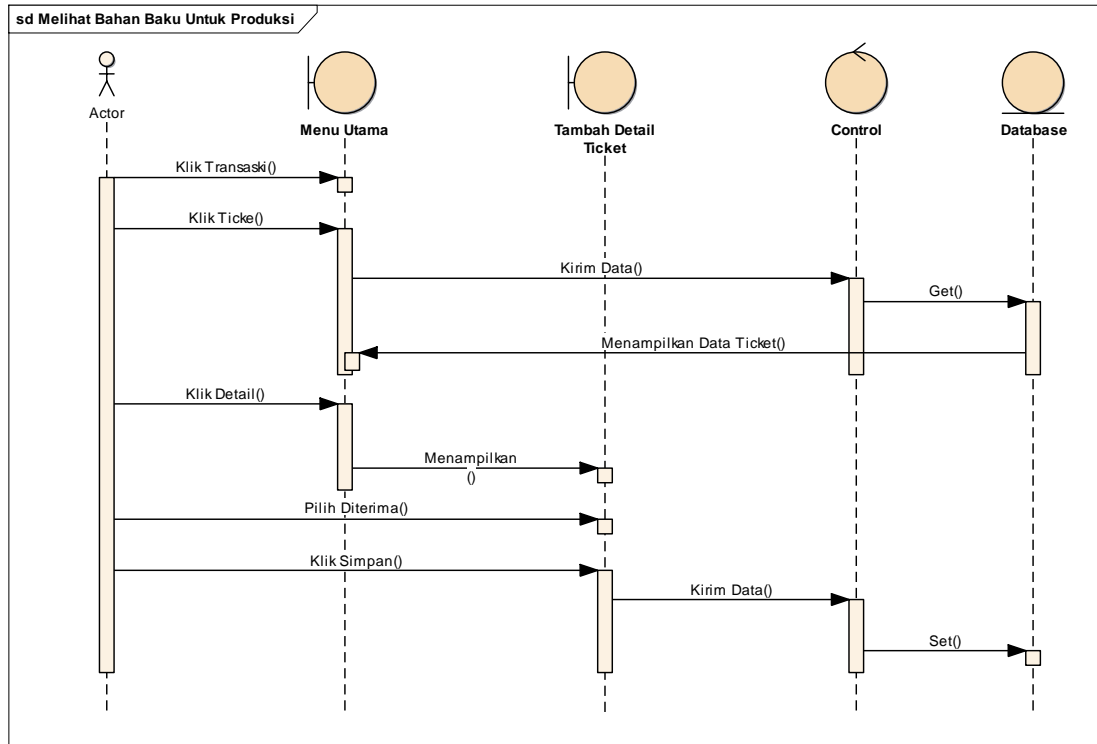 sd Melihat Bahan Baku Untuk Produksi
Actor
Menu Utama
Tambah Detail
Ticket
Control
Database
Klik Transaski()
Klik Ticke()
Kirim Data()
Get()
Menampilkan Data Ticket()
Klik Detail()
Menampilkan
()
Pilih Diterima()
Klik Simpan()
Kirim Data()
Set()